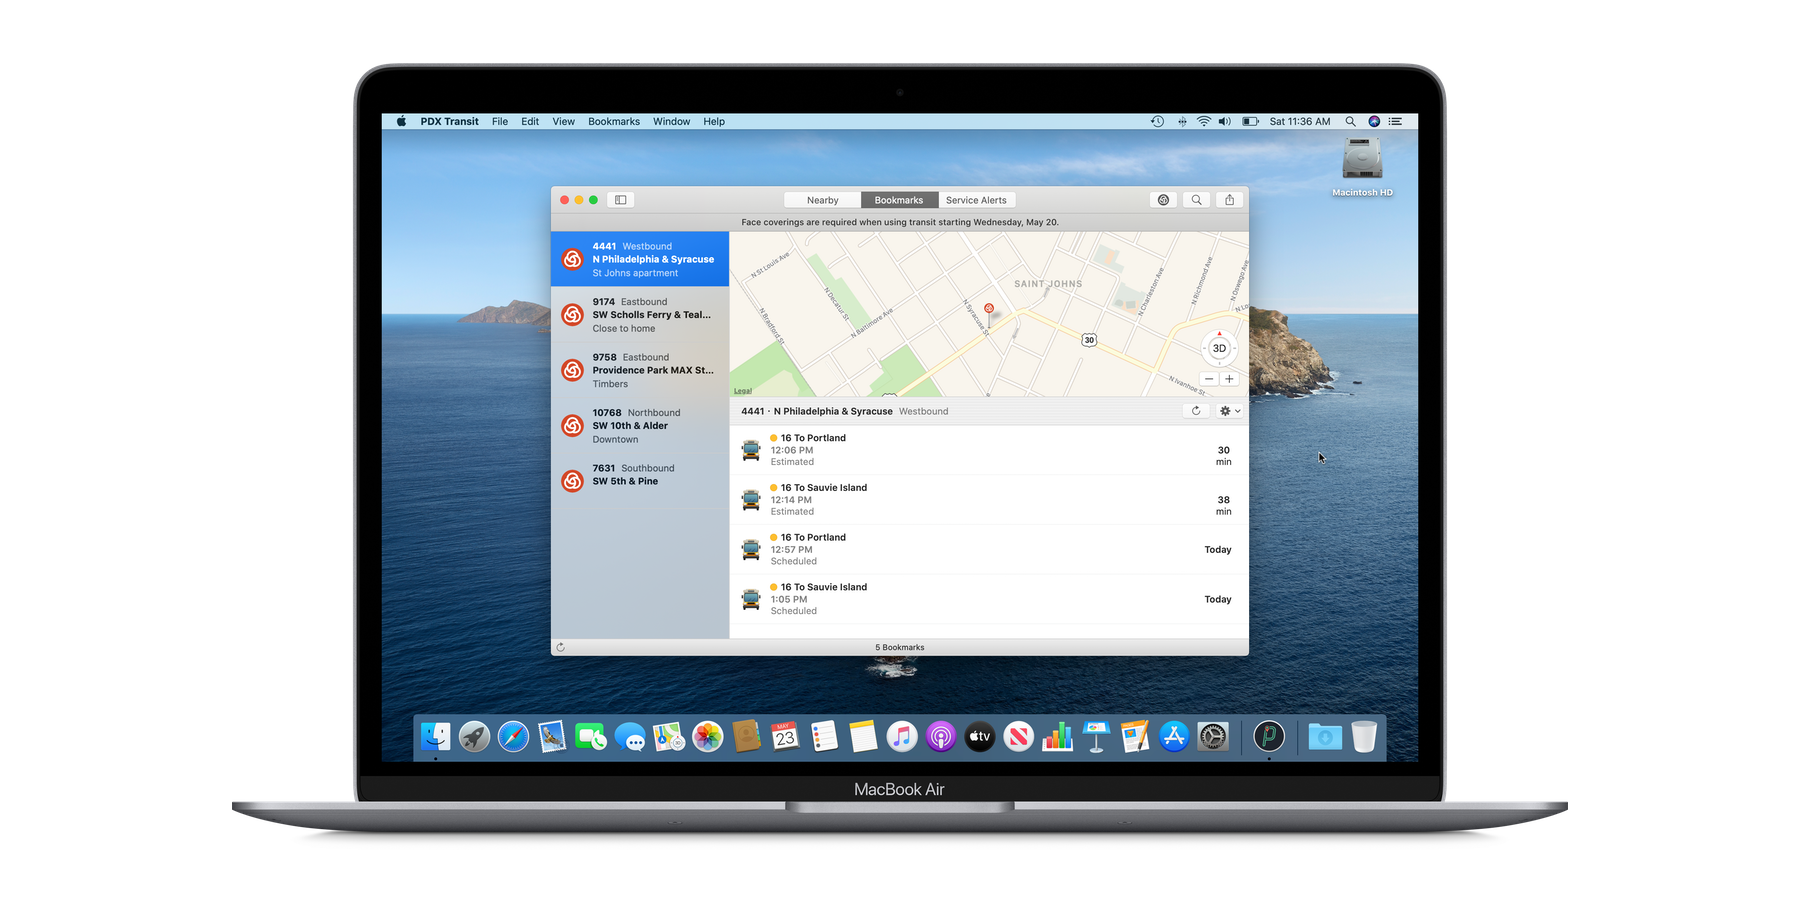 PDX Transit File Edit View Bookmarks Window Help
Sat 11:36 AM
Macintosh HD
Nearby Bookmarks Service Alerts
Face coverings are required when using transit starting Wednesday, May 20.
4441 Westbound
N Philadelphia & Syracuse
St Johns apartment
9174 Eastbound
SW Scholls Ferry & Teal...
Close to home
9758 Eastbound
Providence Park MAX St...
Timbers
10768 Northbound
SW 10th & Alder
Downtown
7631 Southbound
SW 5th & Pine
N St Louis Ave
N Decatur St
N Bradford St
N Baltimore Ave
N Syracuse St
SAINT JOHNS
N Charleston Ave
N Richmond Ave
N Oswego Ave
N Lo
30
N Ivanhoe St
3D
Legal
4441 · N Philadelphia & Syracuse Westbound
16 To Portland
12:06 PM
Estimated
30
min
16 To Sauvie Island
12:14 PM
Estimated
38
min
16 To Portland
12:57 PM
Scheduled
Today
16 To Sauvie Island
1:05 PM
Scheduled
Today
5 Bookmarks
MAY
23
tv
MacBook Air